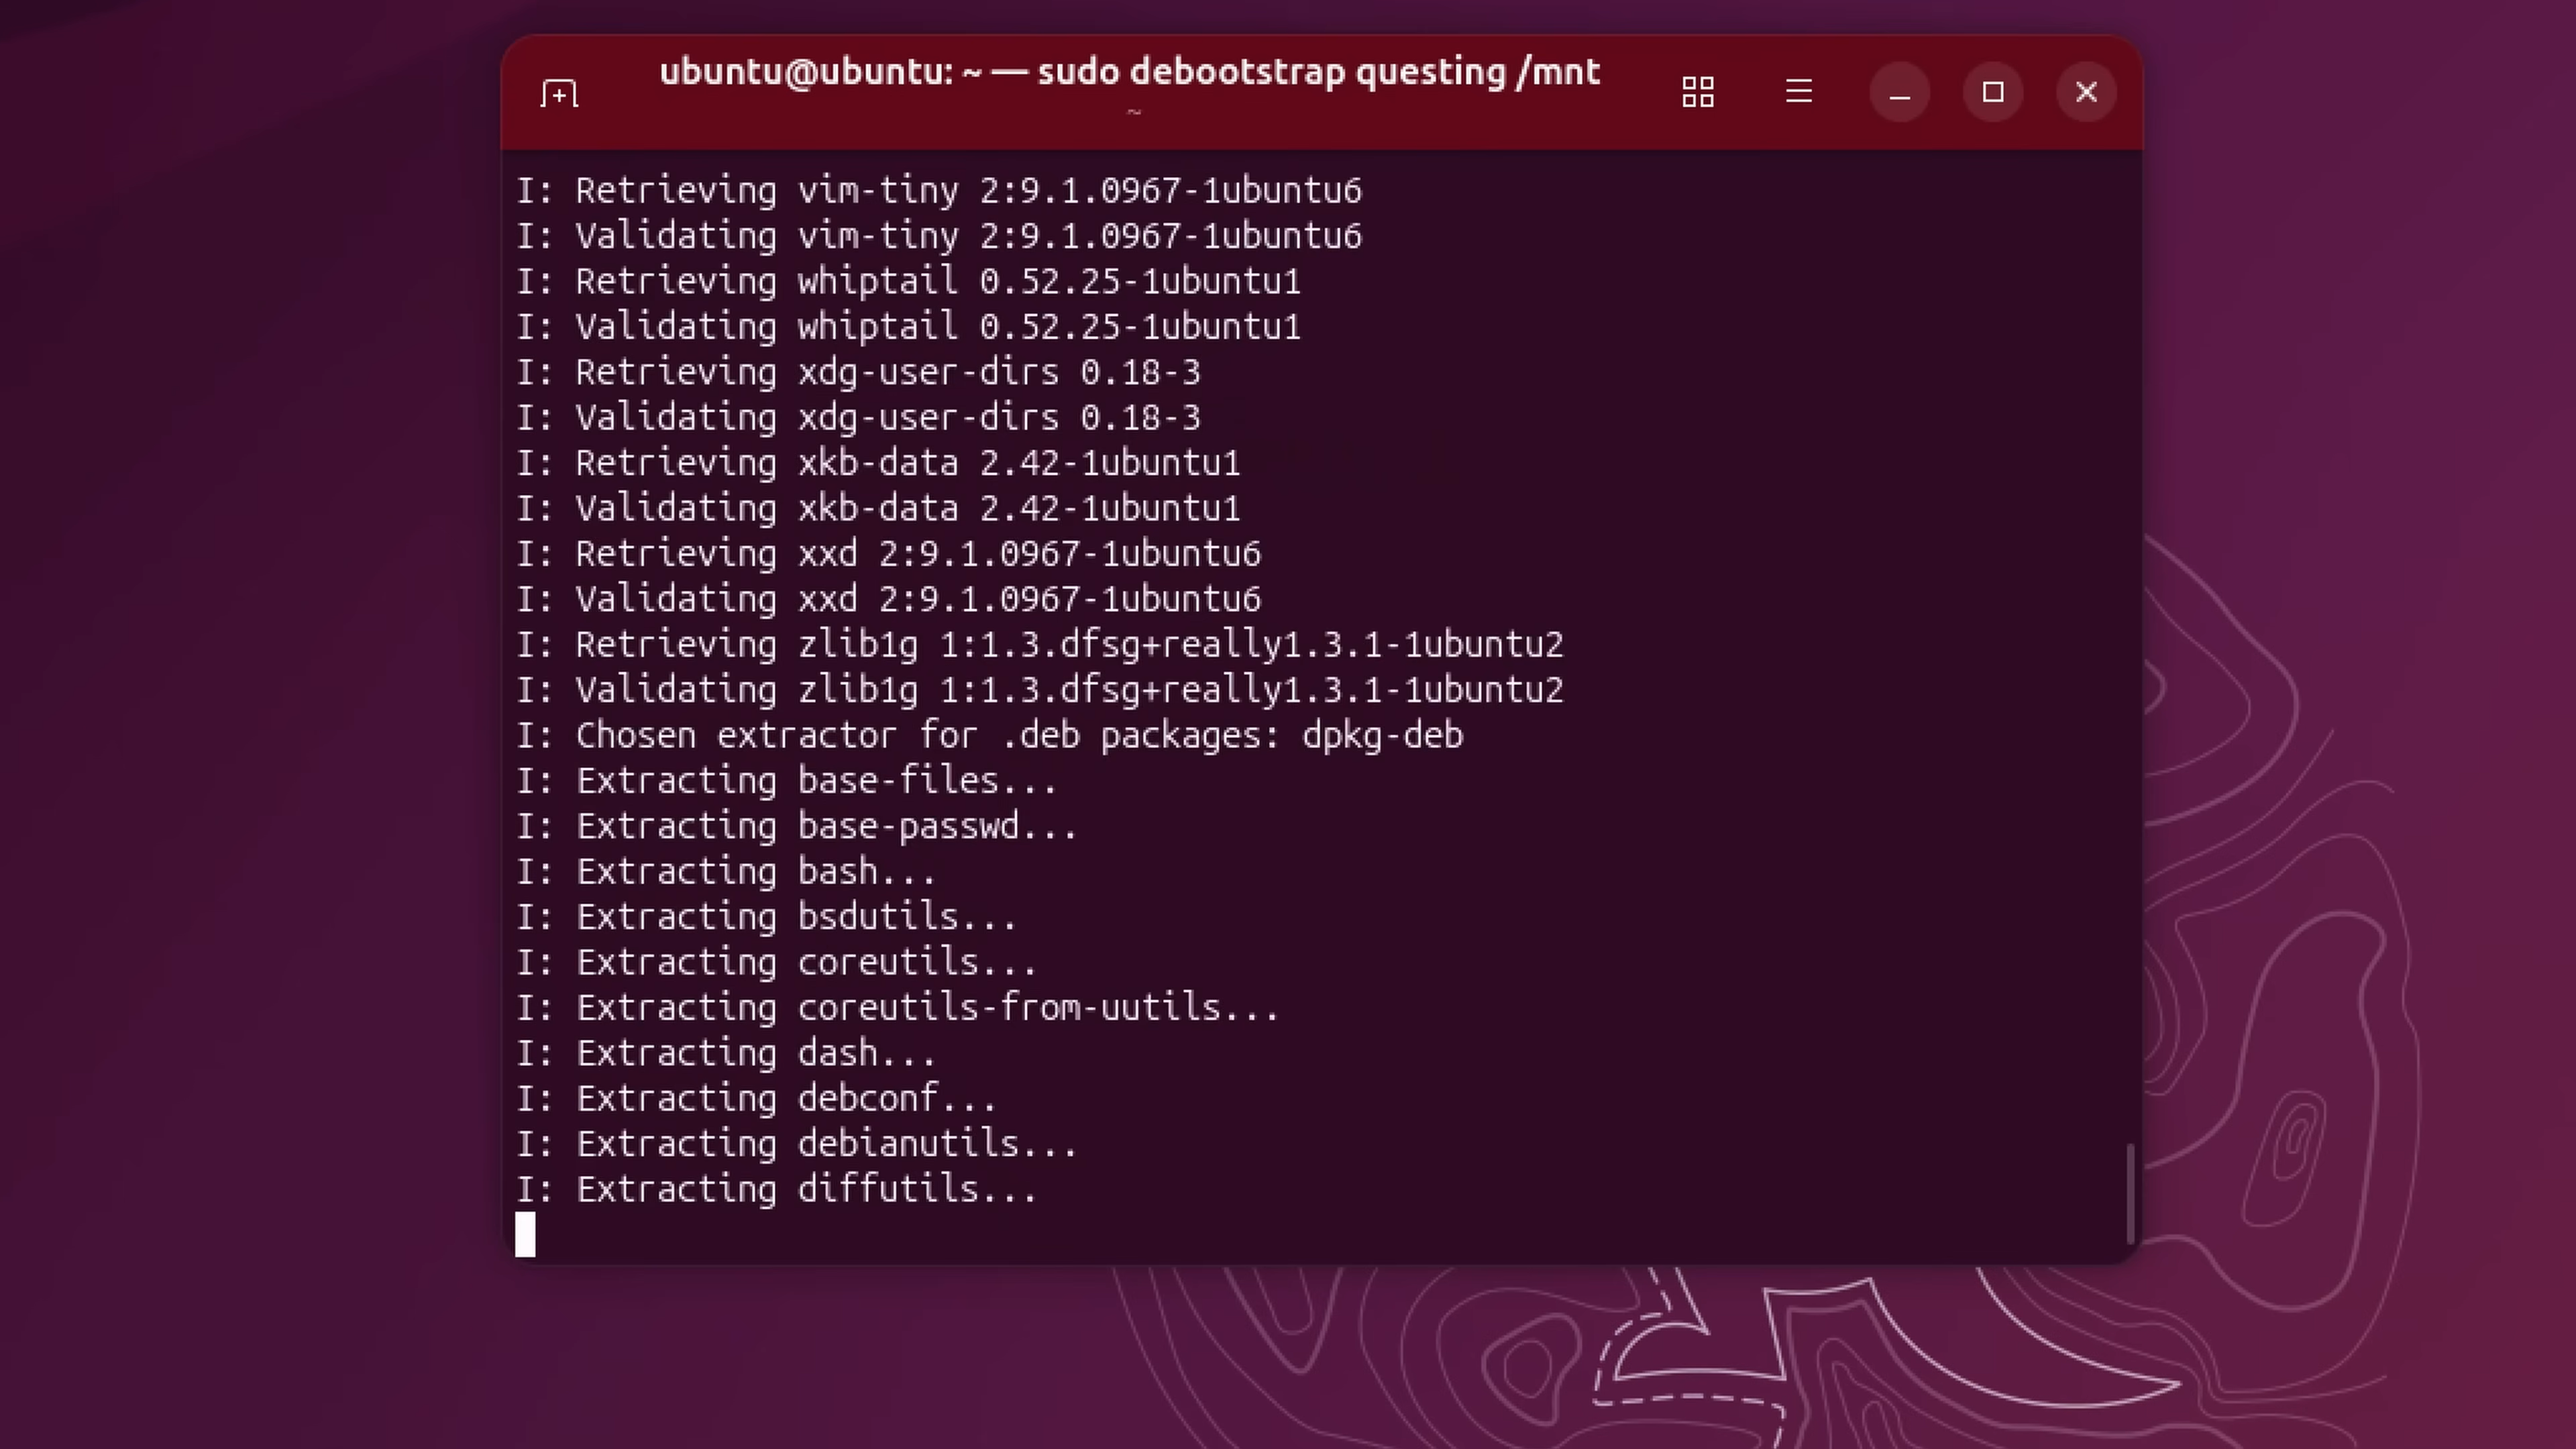 ubuntu@ubuntu: ~ — sudo debootstrap questing /mnt
~
I: Retrieving vim-tiny 2:9.1.0967-1ubuntu6
I: Validating vim-tiny 2:9.1.0967-1ubuntu6
I: Retrieving whiptail 0.52.25-1ubuntu1
I: Validating whiptail 0.52.25-1ubuntu1
I: Retrieving xdg-user-dirs 0.18-3
I: Validating xdg-user-dirs 0.18-3
I: Retrieving xkb-data 2.42-1ubuntu1
I: Validating xkb-data 2.42-1ubuntu1
I: Retrieving xxd 2:9.1.0967-1ubuntu6
I: Validating xxd 2:9.1.0967-1ubuntu6
I: Retrieving zlib1g 1:1.3.dfsg+really1.3.1-1ubuntu2
I: Validating zlib1g 1:1.3.dfsg+really1.3.1-1ubuntu2
I: Chosen extractor for .deb packages: dpkg-deb
I: Extracting base-files...
I: Extracting base-passwd...
I: Extracting bash...
I: Extracting bsdutils...
I: Extracting coreutils...
I: Extracting coreutils-from-uutils...
I: Extracting dash...
I: Extracting debconf...
I: Extracting debianutils...
I: Extracting diffutils...